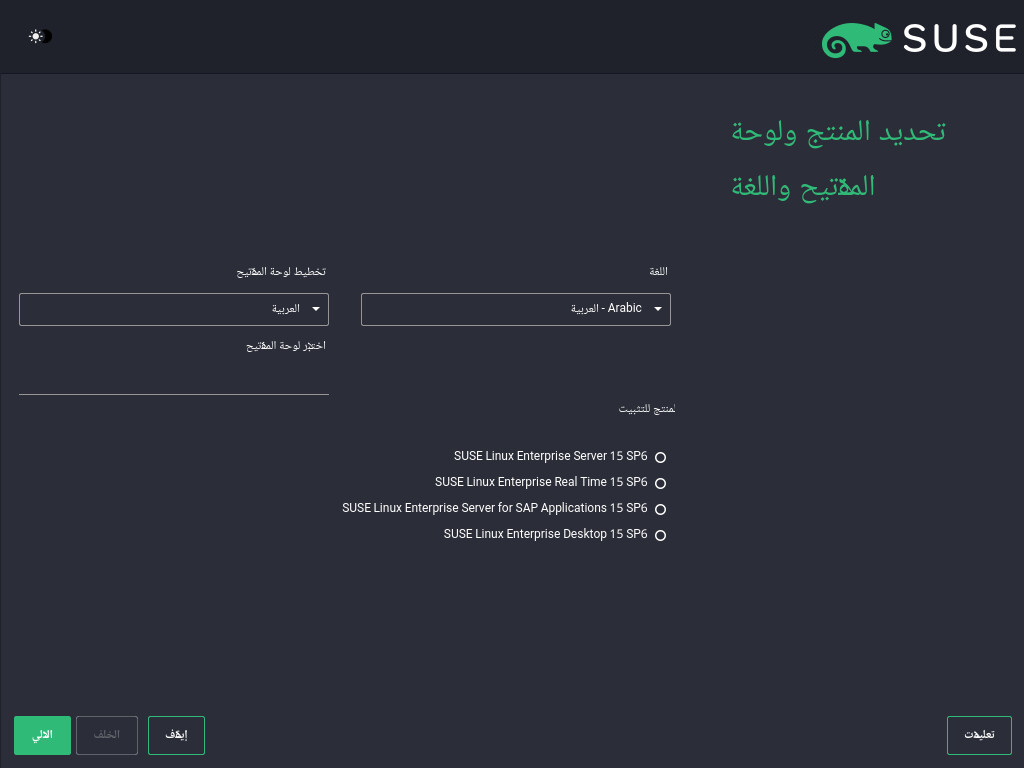 SUSE
تحديد المنتج ولوحة
المفاتيح واللغة
اللغة
Arabic - العربية
تخطيط لوحة المفاتيح
العربية
اختبار لوحة المفاتيح
المنتج للتثبيت
SUSE Linux Enterprise Server 15 SP6
SUSE Linux Enterprise Real Time 15 SP6
SUSE Linux Enterprise Server for SAP Applications 15 SP6
SUSE Linux Enterprise Desktop 15 SP6
تعليمات
إيقاف
الخلف
التالي